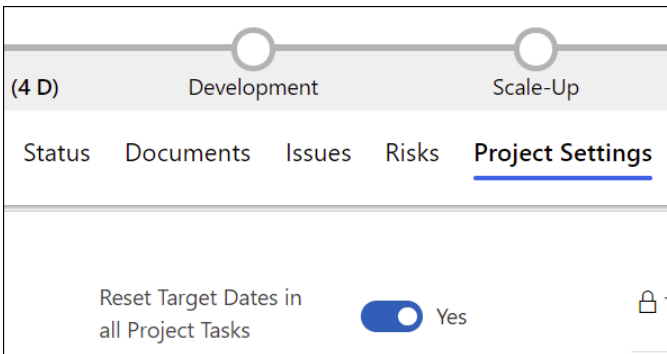 (4 D) Development Scale-Up
Status Documents Issues Risks Project Settings
Reset Target Dates in
all Project Tasks
Yes